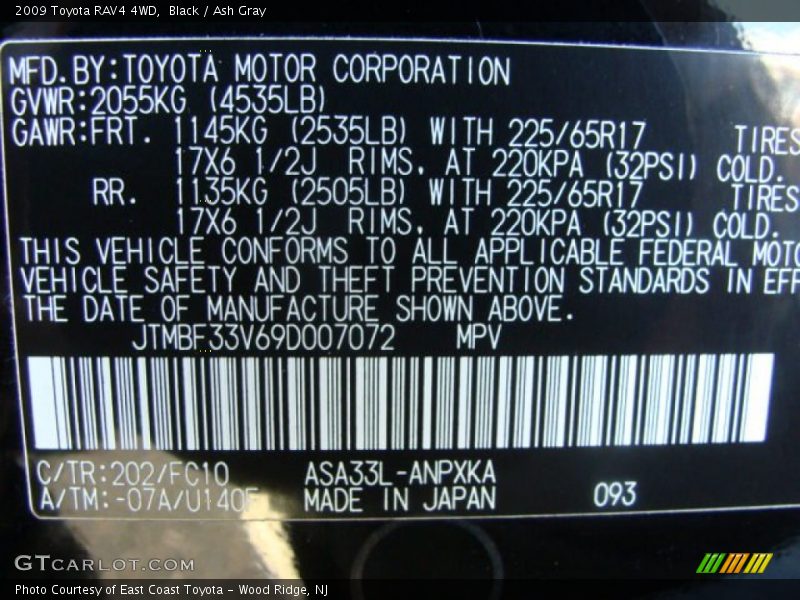 2009 Toyota RAV4 4WD, Black / Ash Gray
MFD.BY:TOYOTA MOTOR CORPORATION
GVWR:2055KG (4535LB)
GAWR:FRT. 1145KG (2535LB) WITH 225/65R17 TIRES
17X6 1/2J RIMS, AT 220KPA (32PSI) COLD.
RR. 1135KG (2505LB) WITH 225/65R17 TIRES
17X6 1/2J RIMS, AT 220KPA (32PSI) COLD.
THIS VEHICLE CONFORMS TO ALL APPLICABLE FEDERAL MOTO
VEHICLE SAFETY AND THEFT PREVENTION STANDARDS IN EFF
THE DATE OF MANUFACTURE SHOWN ABOVE.
JTMBF33V69D007072 MPV
C/TR:202/FC10 ASA33L-ANPXKA
A/TM:-07A/U140F MADE IN JAPAN 093
GTCARLOT.COM
Photo Courtesy of East Coast Toyota - Wood Ridge, NJ